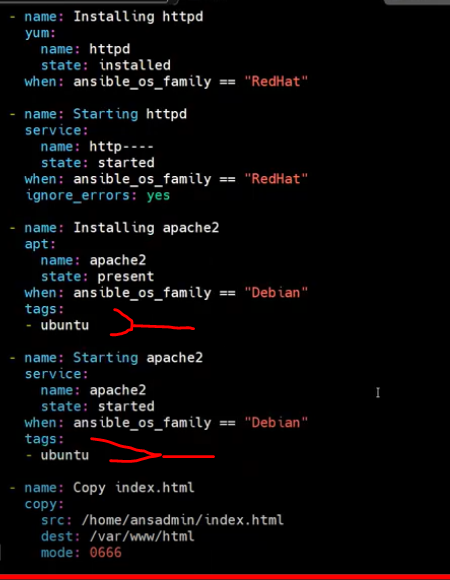 - name: Installing httpd
yum:
name: httpd
state: installed
when: ansible_os_family == "RedHat"
- name: Starting httpd
service:
name: http----
state: started
when: ansible_os_family == "RedHat"
ignore_errors: yes
- name: Installing apache2
apt:
name: apache2
state: present
when: ansible_os_family == "Debian"
tags:
- ubuntu
- name: Starting apache2
service:
name: apache2
state: started
when: ansible_os_family == "Debian"
tags:
- ubuntu
- name: Copy index.html
copy:
src: /home/ansadmin/index.html
dest: /var/www/html
mode: 0666